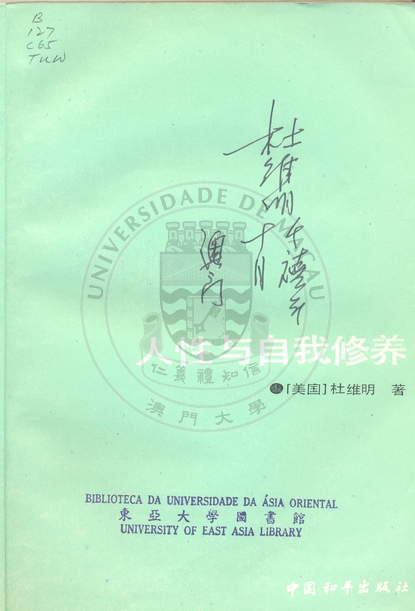 B
127
C65
TUW
杜维明
千禧年
十月
澳门
UNIVERSIDADE DE MACAU
人性与自我修养
仁義禮知信
[美国]杜维明 著
澳門大學
BIBLIOTECA DA UNIVERSIDADE DA ÁSIA ORIENTAL
東亞大學圖書館
UNIVERSITY OF EAST ASIA LIBRARY
中国和平出版社